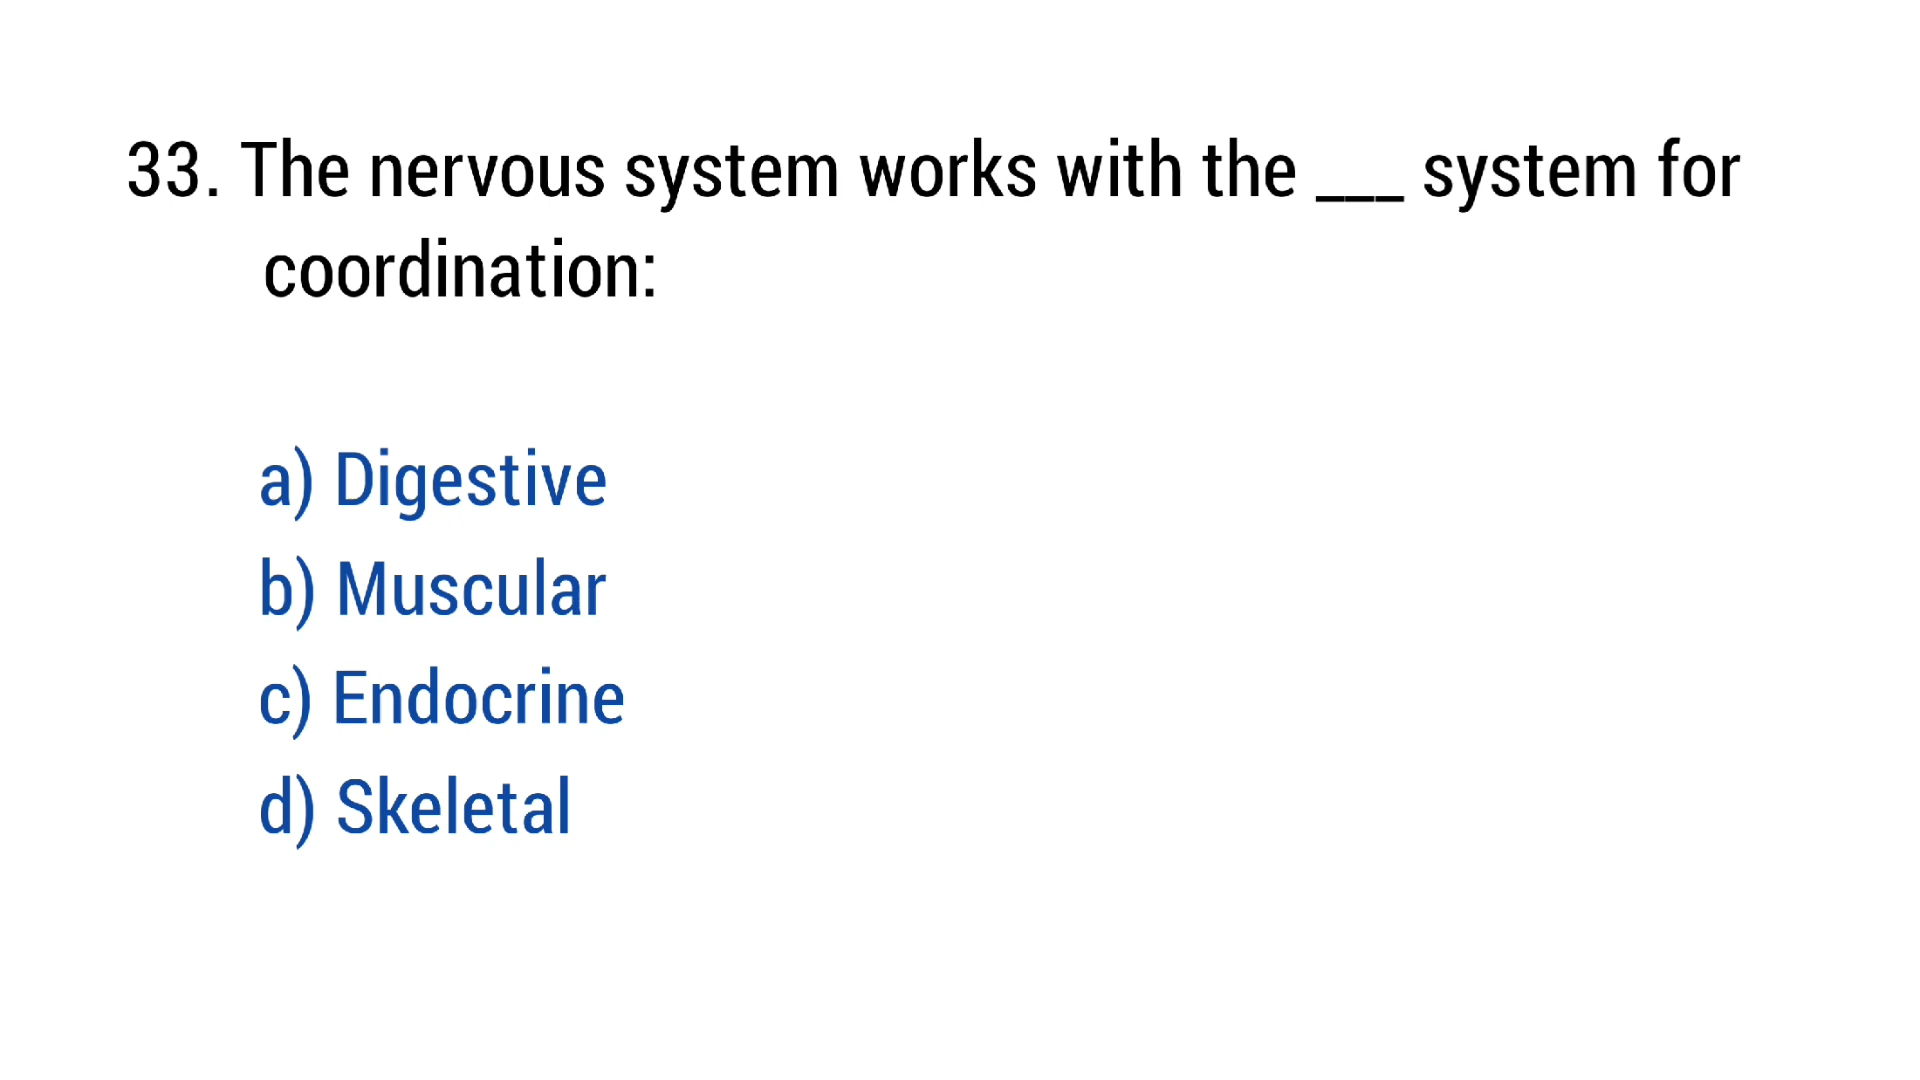 33. The nervous system works with the ___ system for
coordination:
a) Digestive
b) Muscular
c) Endocrine
d) Skeletal